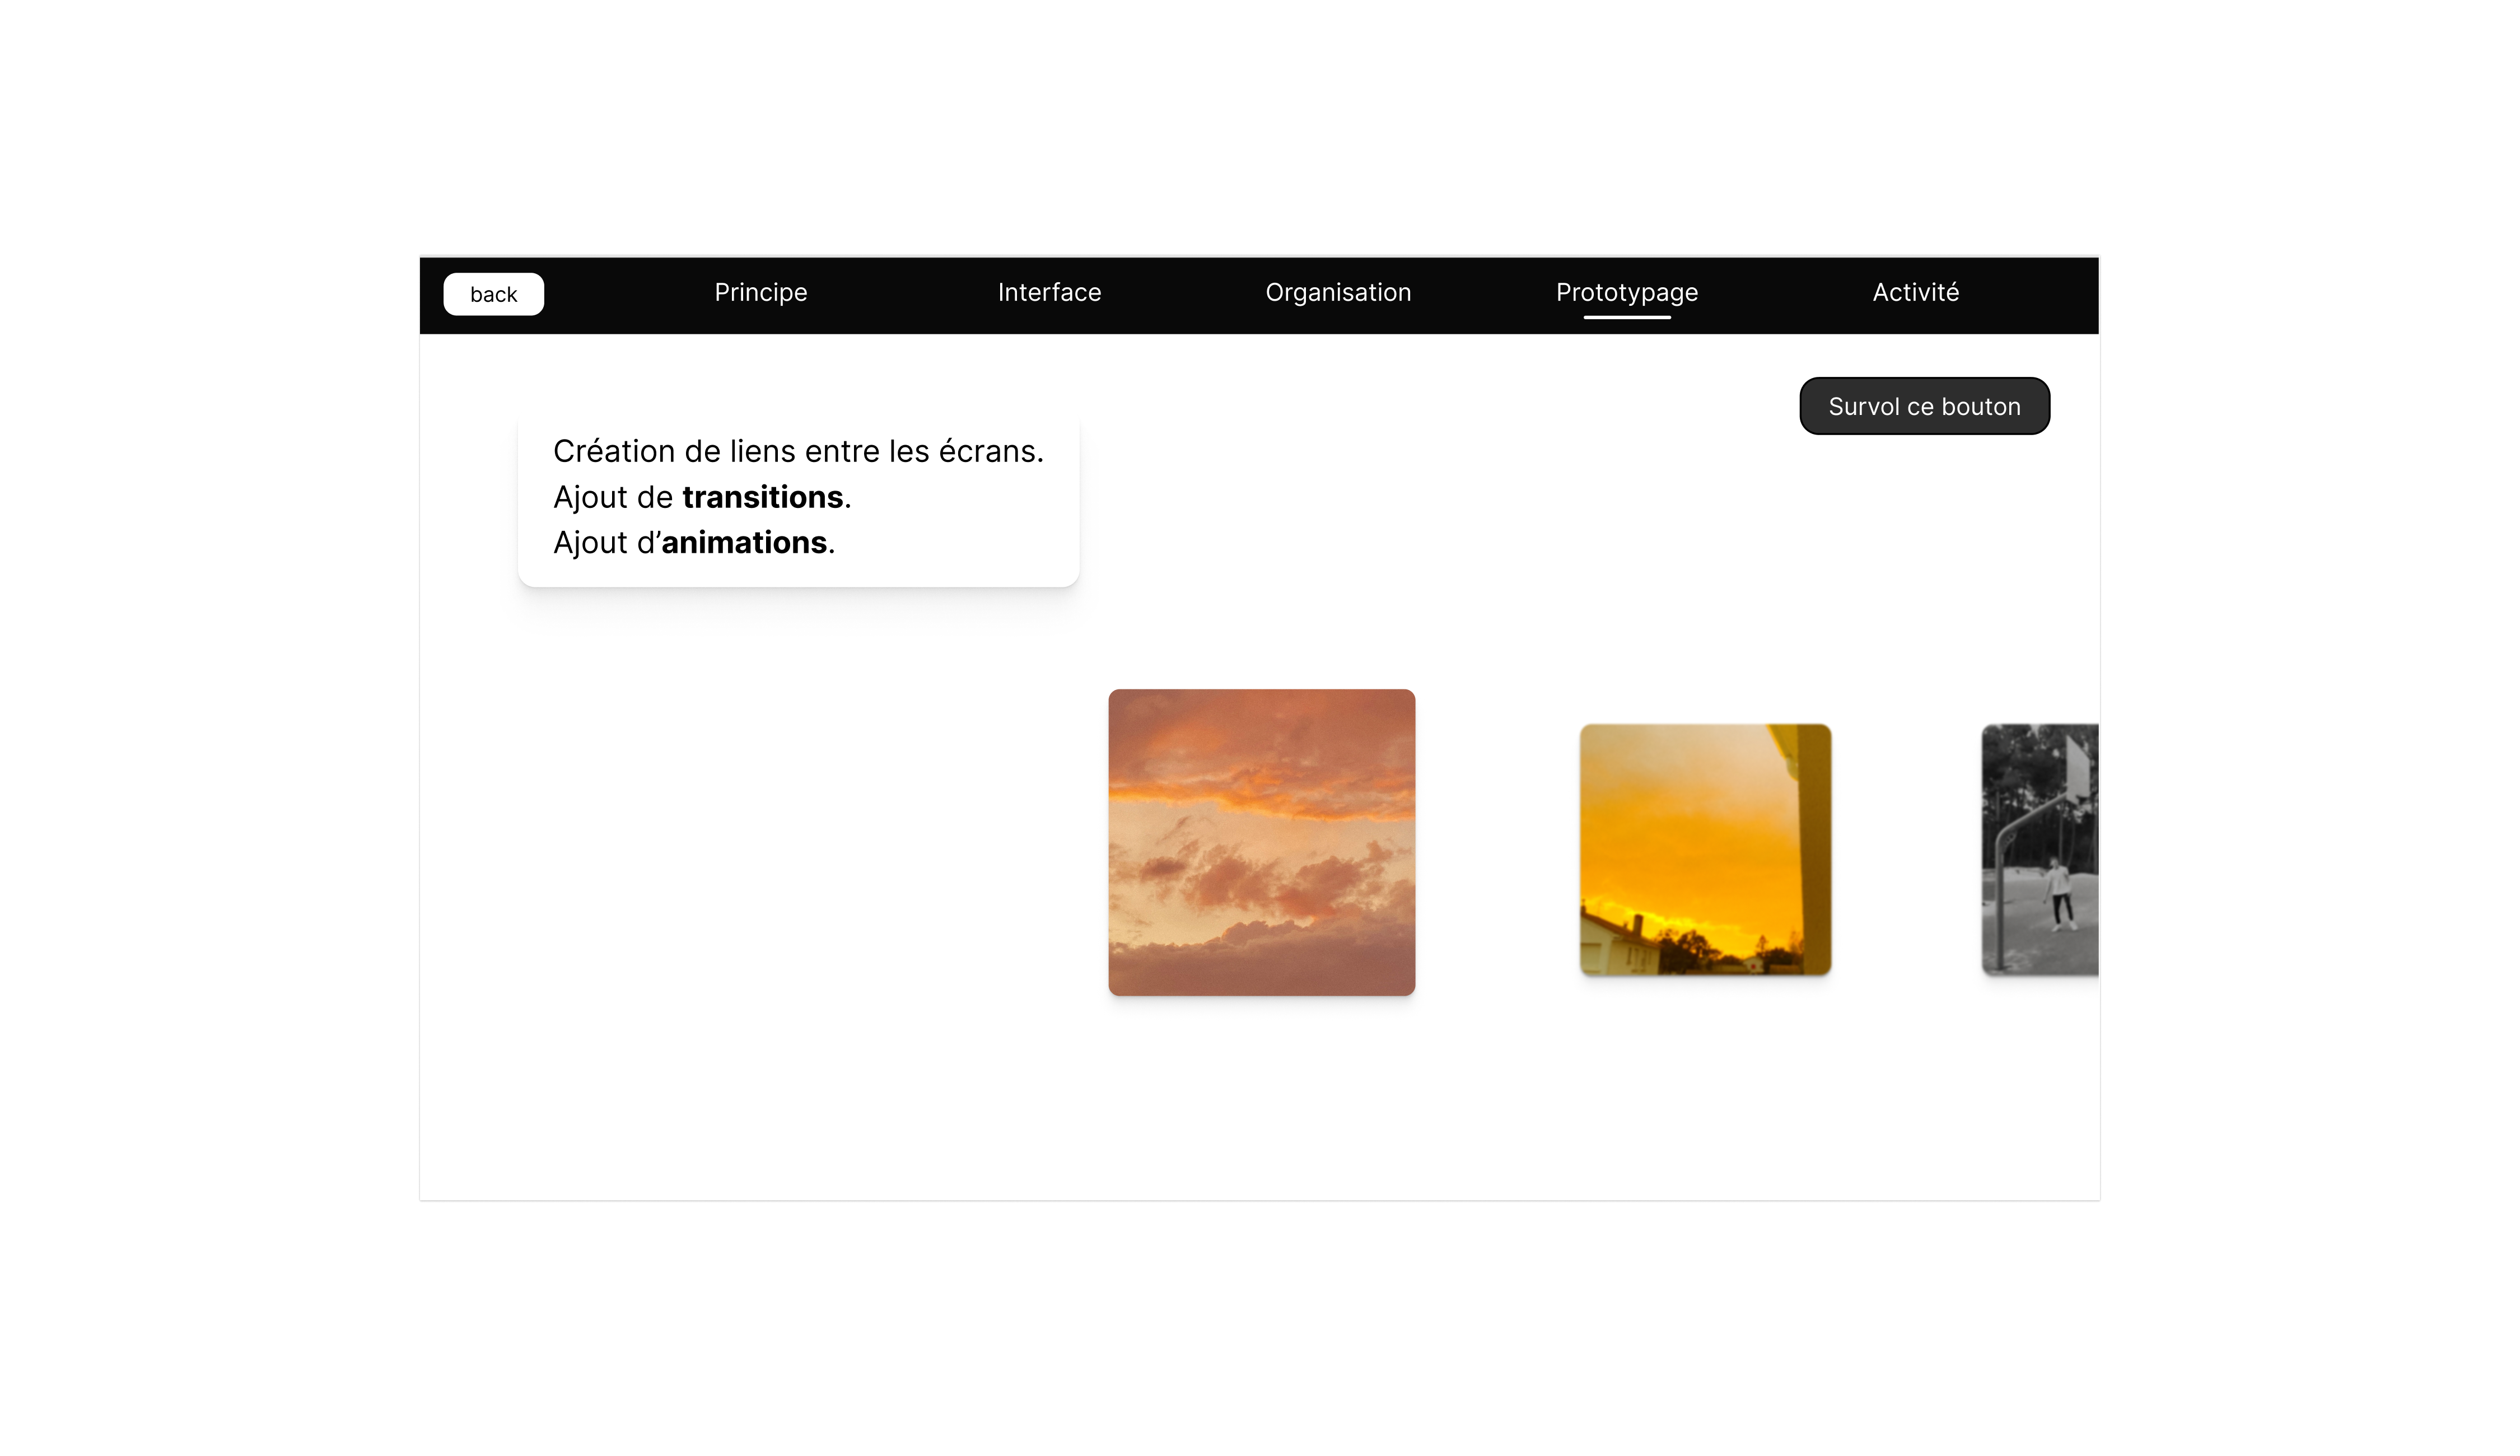 back
Principe
Interface
Organisation
Prototypage
Activité
Survol ce bouton
Création de liens entre les écrans.
Ajout de transitions.
Ajout d’animations.